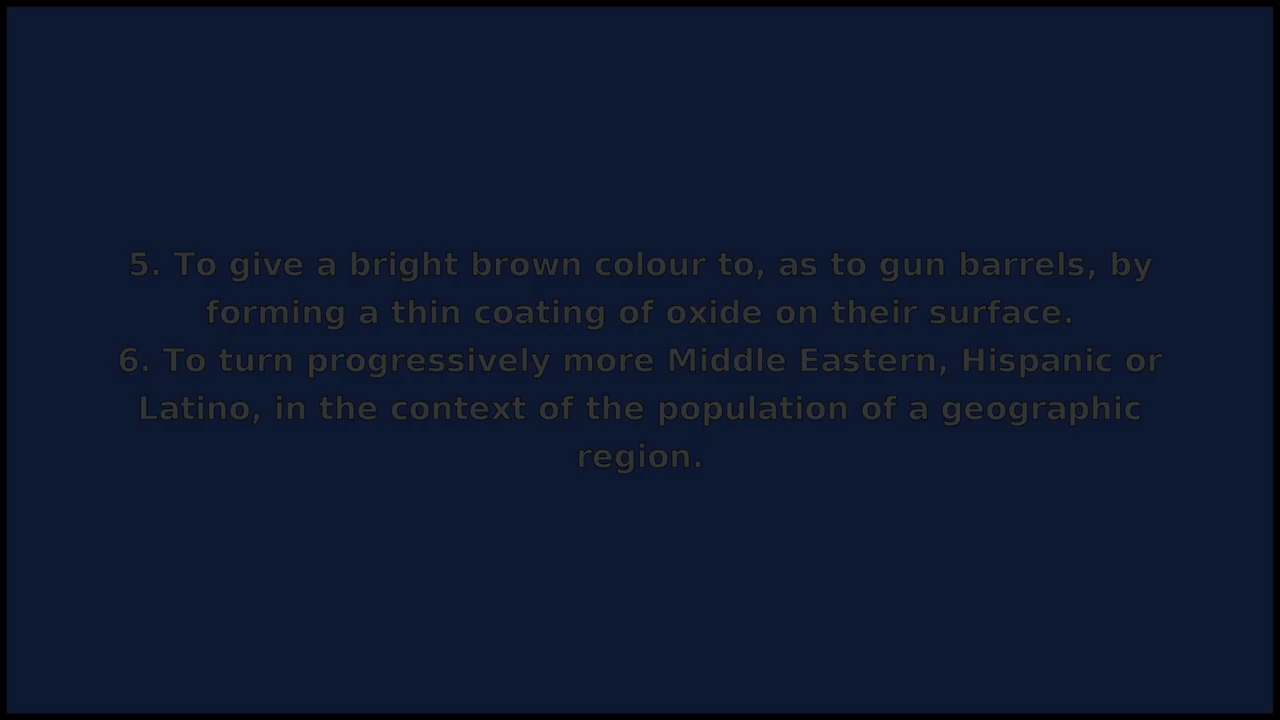 5. To give a bright brown colour to, as to gun barrels, by
forming a thin coating of oxide on their surface.
6. To turn progressively more Middle Eastern, Hispanic or
Latino, in the context of the population of a geographic
region.